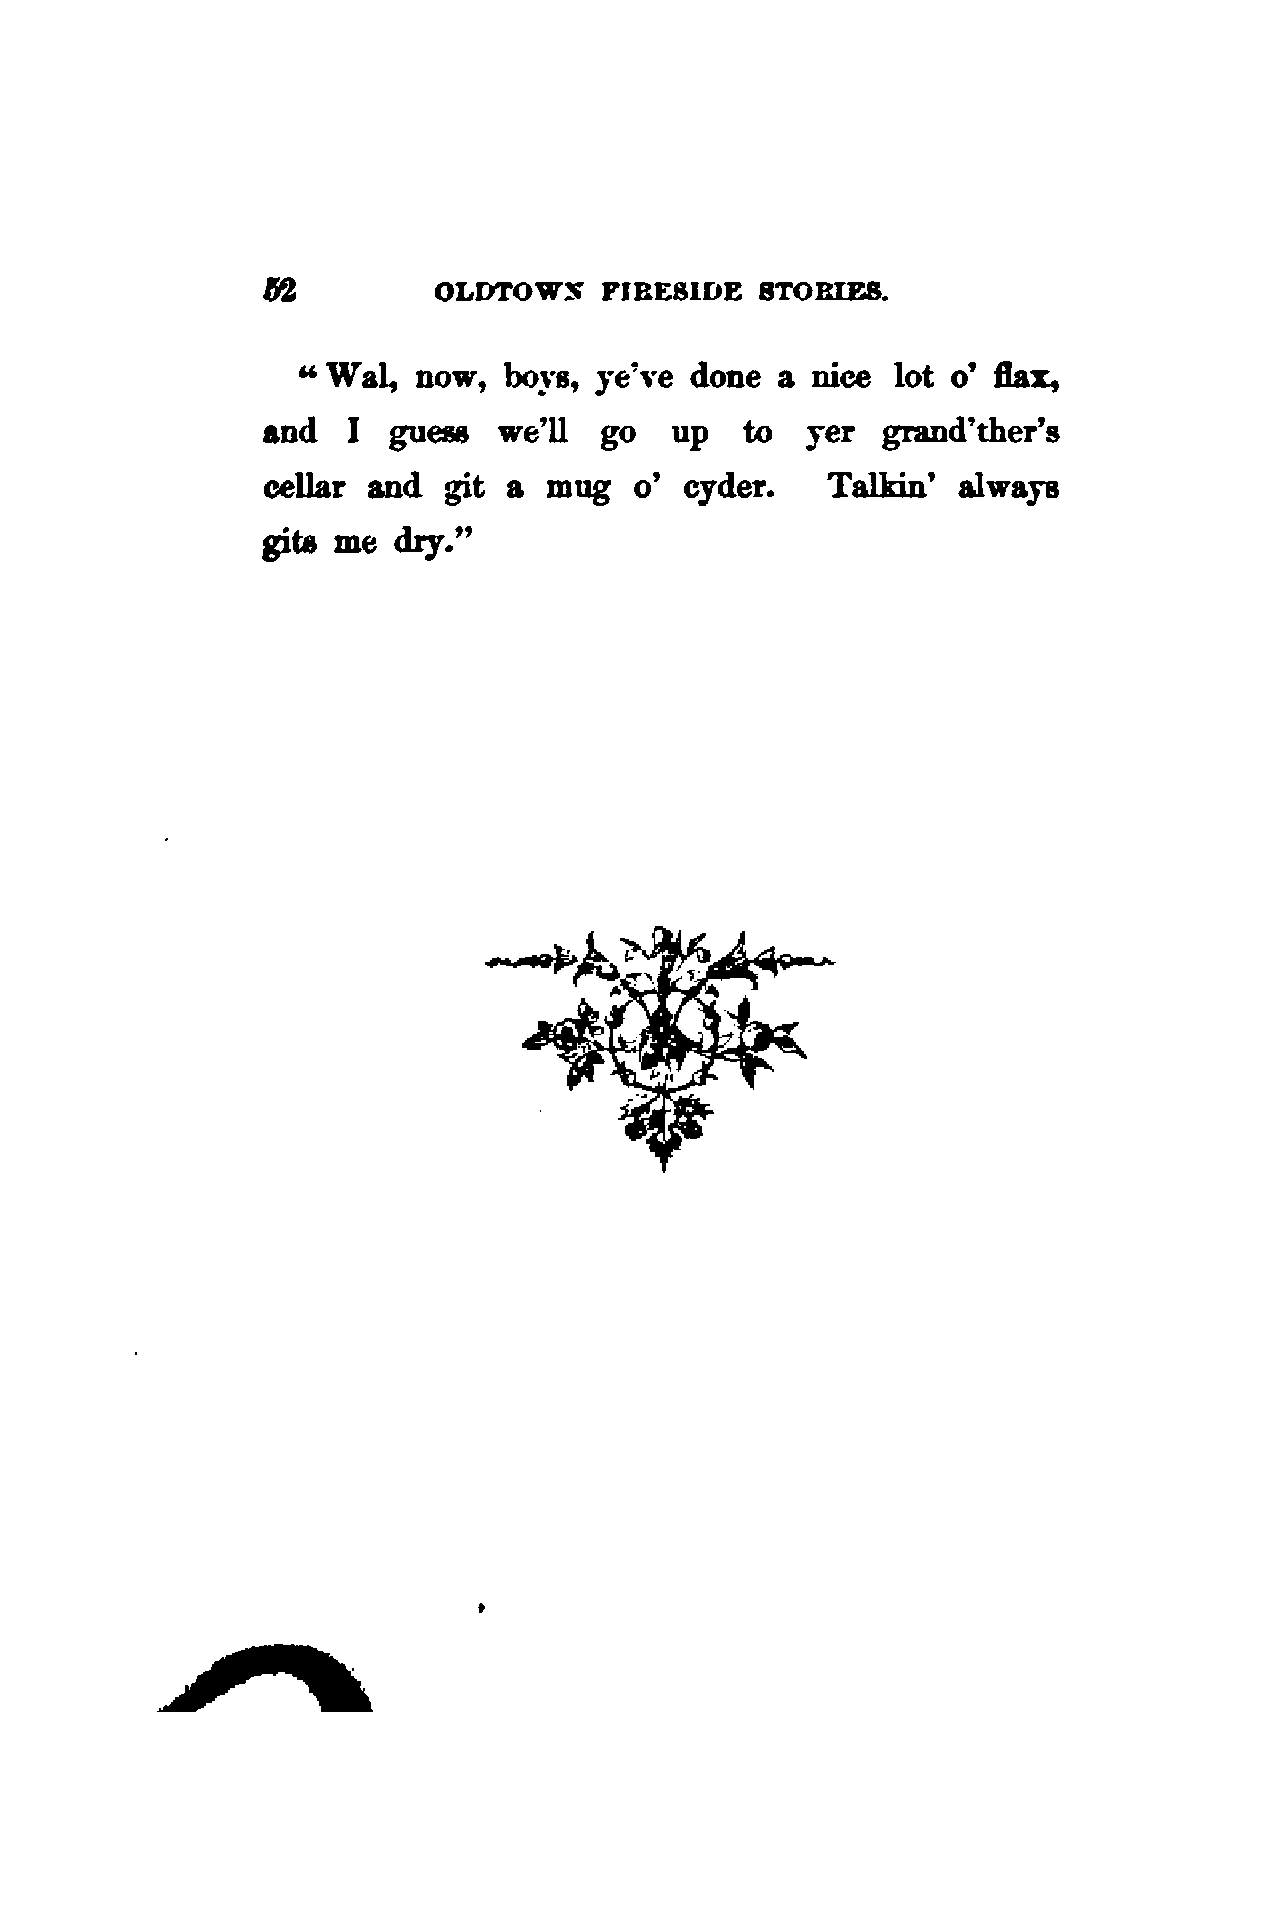 52 OLDTOWN FIRESIDE STORIES.
“Wal, now, boys, ye’ve done a nice lot o’ flax,
and I guess we’ll go up to yer grand’ther’s
cellar and git a mug o’ cyder. Talkin’ always
gits me dry.”